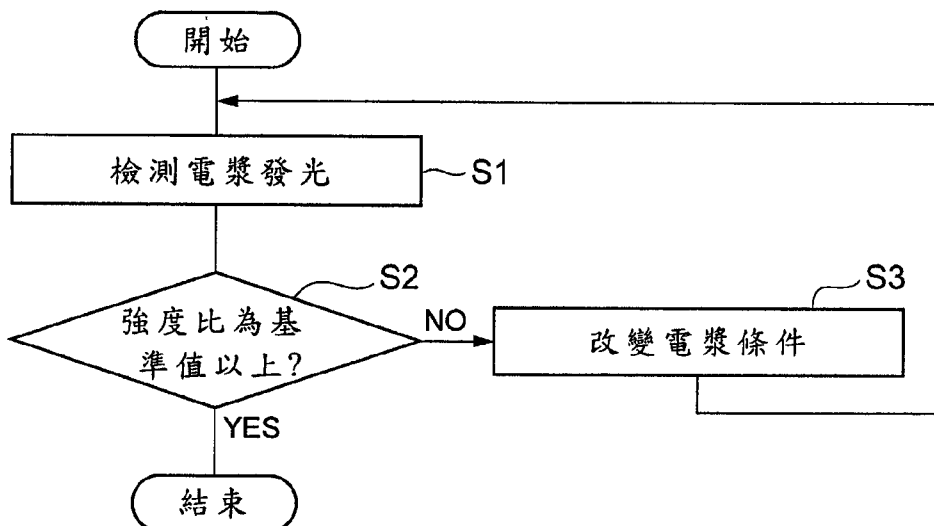 開始
檢測電漿發光
S1
S2
強度比為基
準值以上?
NO
S3
改變電漿條件
YES
結束